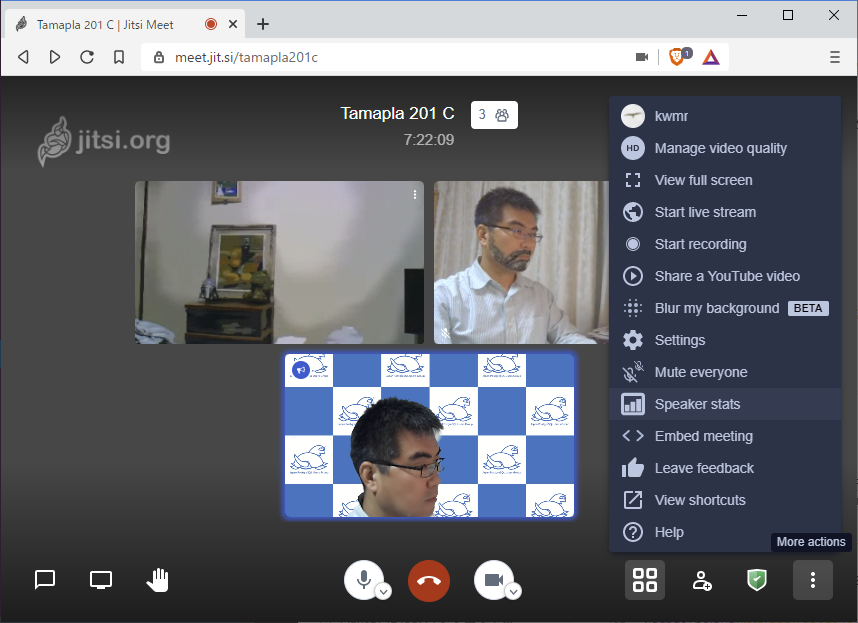 Tamapla 201 C | Jitsi Meet
meet.jit.si/tamapla201c
1
jitsi.org
Tamapla 201 C
3
7:22:09
kwmr
HD
Manage video quality
View full screen
Start live stream
Start recording
Share a YouTube video
Blur my background BETA
Settings
Mute everyone
Speaker stats
Embed meeting
Leave feedback
View shortcuts
Help
More actions